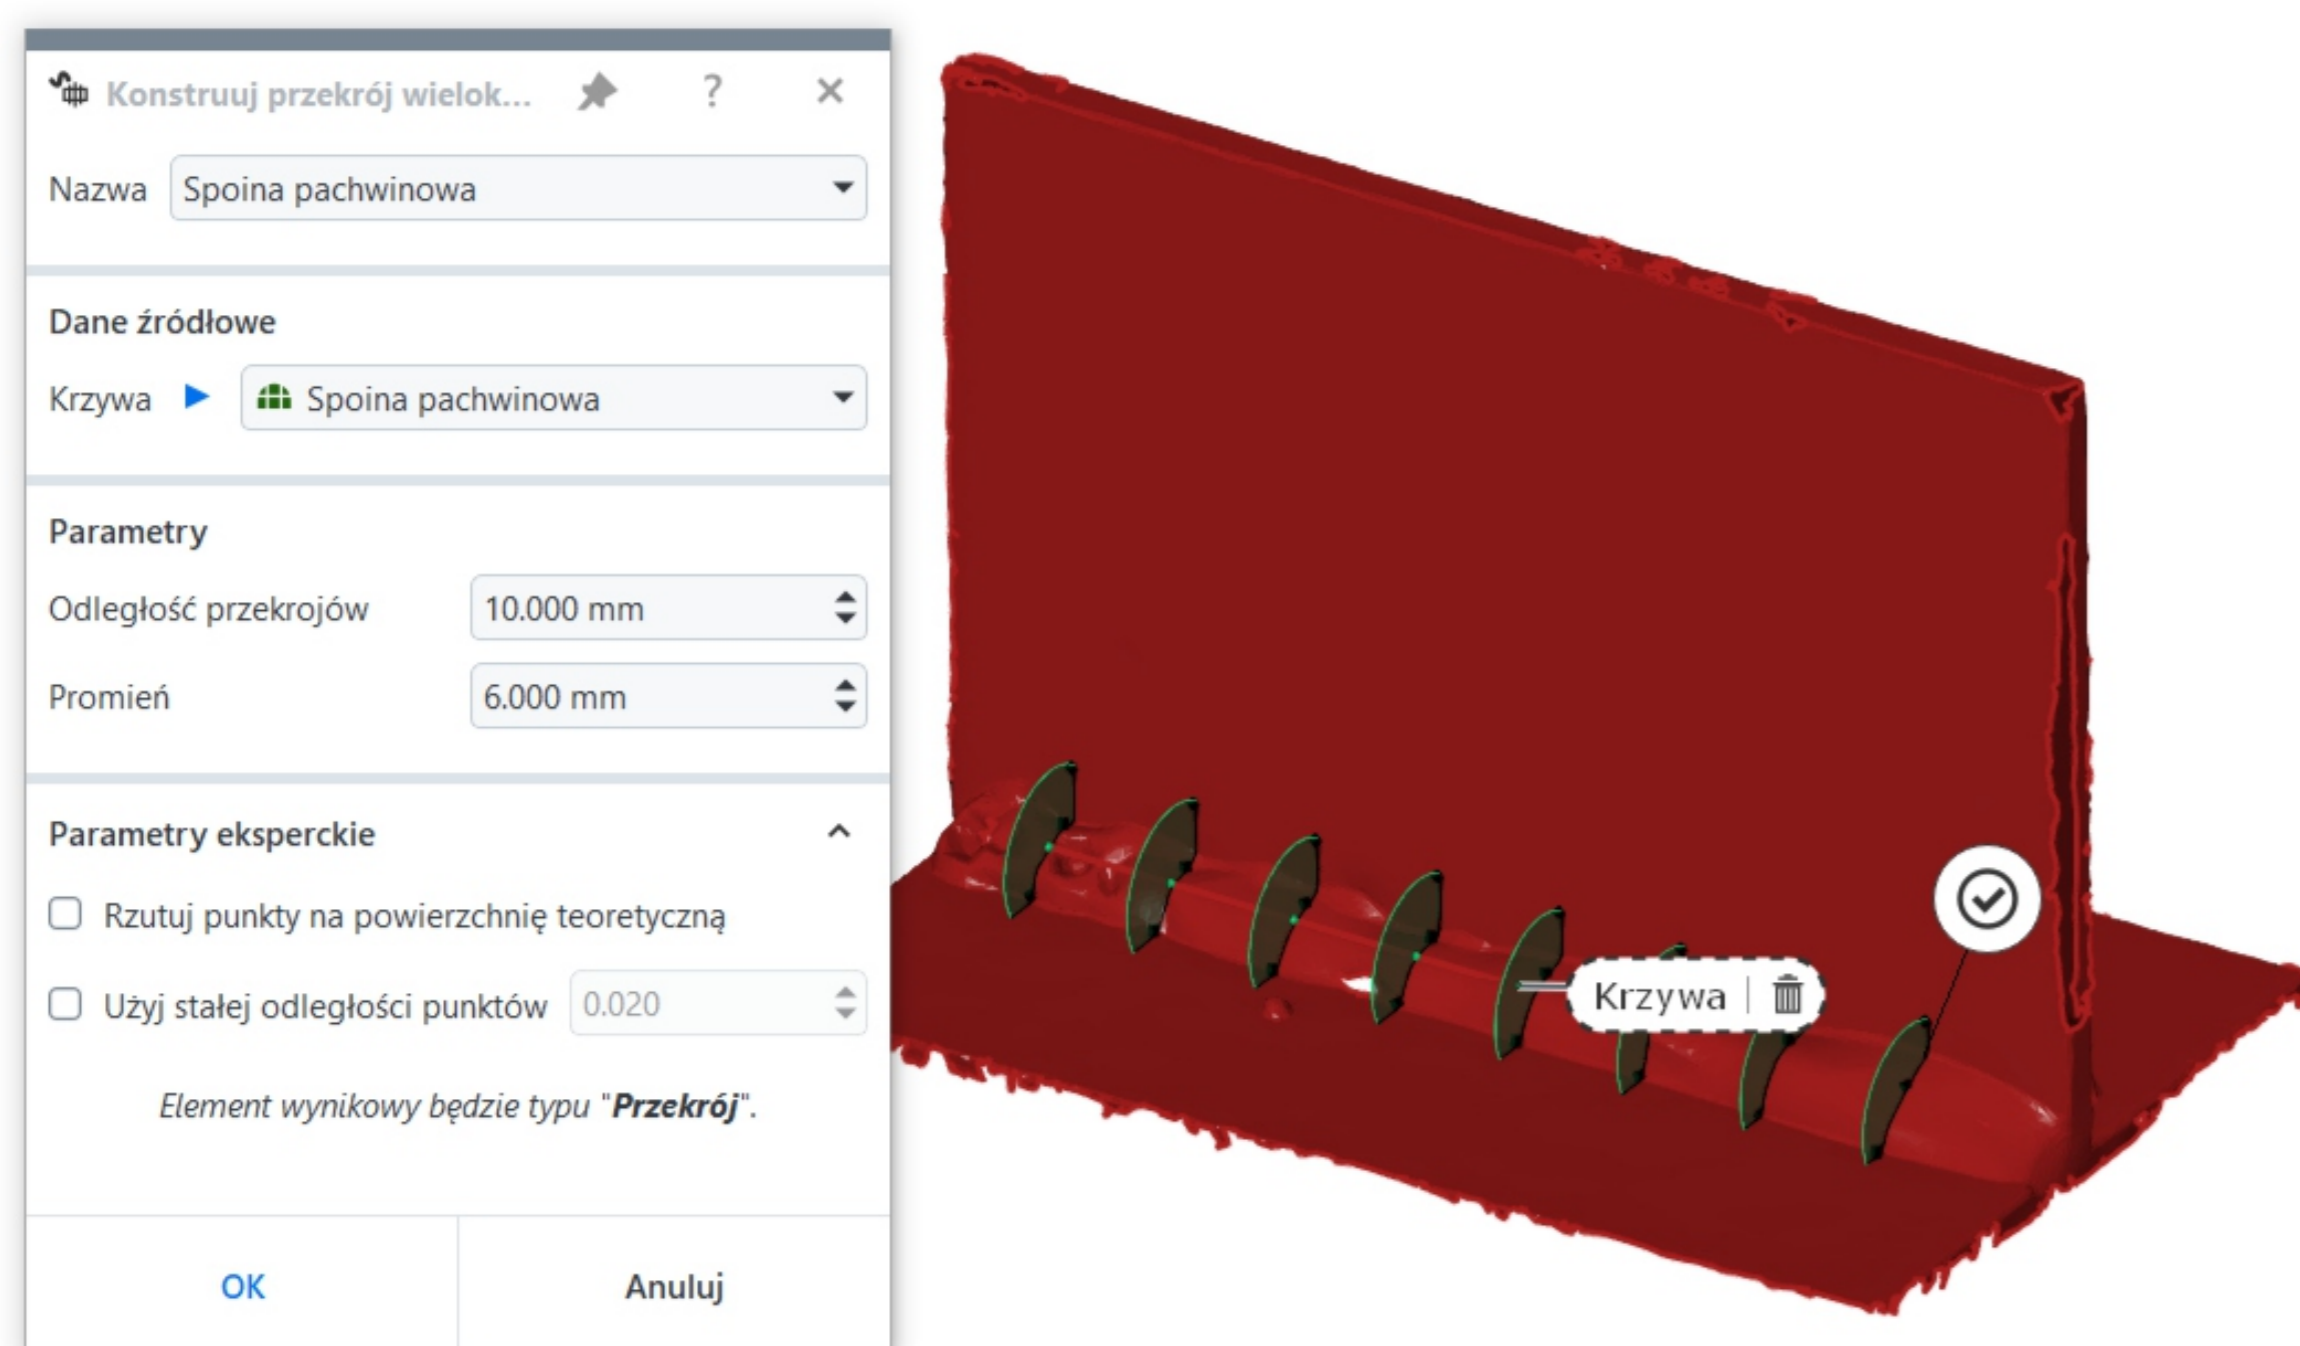 Konstruuj przekrój wielok...
?
Nazwa Spoina pachwinowa
Dane źródłowe
Krzywa Spoina pachwinowa
Parametry
Odległość przekrojów 10.000 mm
Promień 6.000 mm
Parametry eksperckie
Rzutuj punkty na powierzchnię teoretyczną
Użyj stałej odległości punktów 0.020
Element wynikowy będzie typu "Przekrój".
OK Anuluj
Krzywa